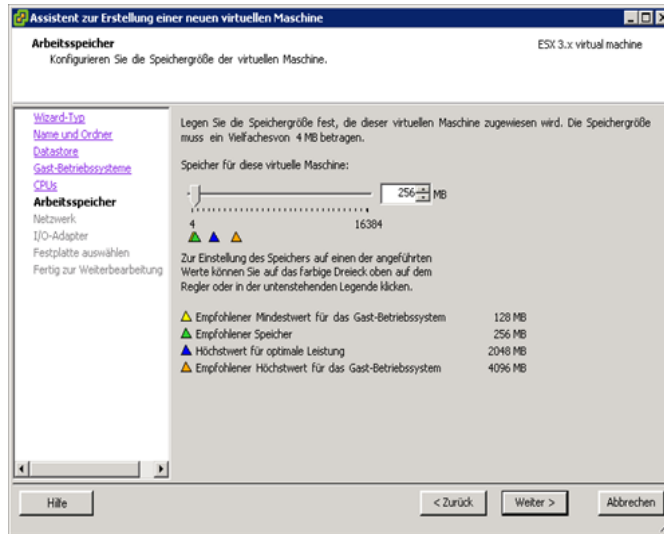 Assistent zur Erstellung einer neuen virtuellen Maschine
Arbeitsspeicher
Konfigurieren Sie die Speichergröße der virtuellen Maschine.
ESX 3.x virtual machine
Wizard-Typ
Name und Ordner
Datastore
Gast-Betriebssysteme
CPUs
Arbeitsspeicher
Netzwerk
I/O-Adapter
Festplatte auswählen
Fertig zur Weiterbearbeitung
Legen Sie die Speichergröße fest, die dieser virtuellen Maschine zugewiesen wird. Die Speichergröße
muss ein Vielfachesvon 4 MB betragen.
Speicher für diese virtuelle Maschine:
256 MB
4 16384
Zur Einstellung des Speichers auf einen der angeführten
Werte können Sie auf das farbige Dreieck oben auf dem
Regler oder in der untenstehenden Legende klicken.
Empfohlener Mindestwert für das Gast-Betriebssystem 128 MB
Empfohlener Speicher 256 MB
Höchstwert für optimale Leistung 2048 MB
Empfohlener Höchstwert für das Gast-Betriebssystem 4096 MB
Hilfe < Zurück Weiter > Abbrechen